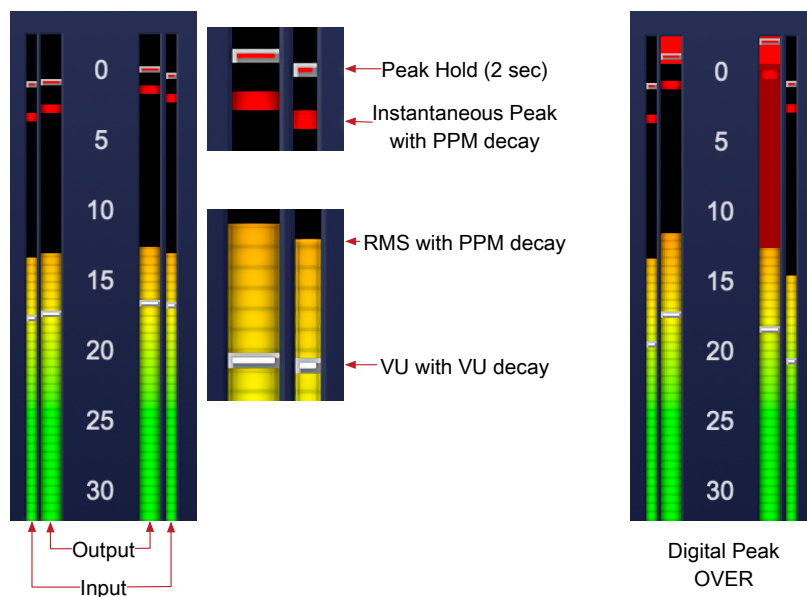 0
5
10
15
20
25
30
Output
Input
Peak Hold (2 sec)
Instantaneous Peak
with PPM decay
RMS with PPM decay
VU with VU decay
0
5
10
15
20
25
30
Digital Peak
OVER